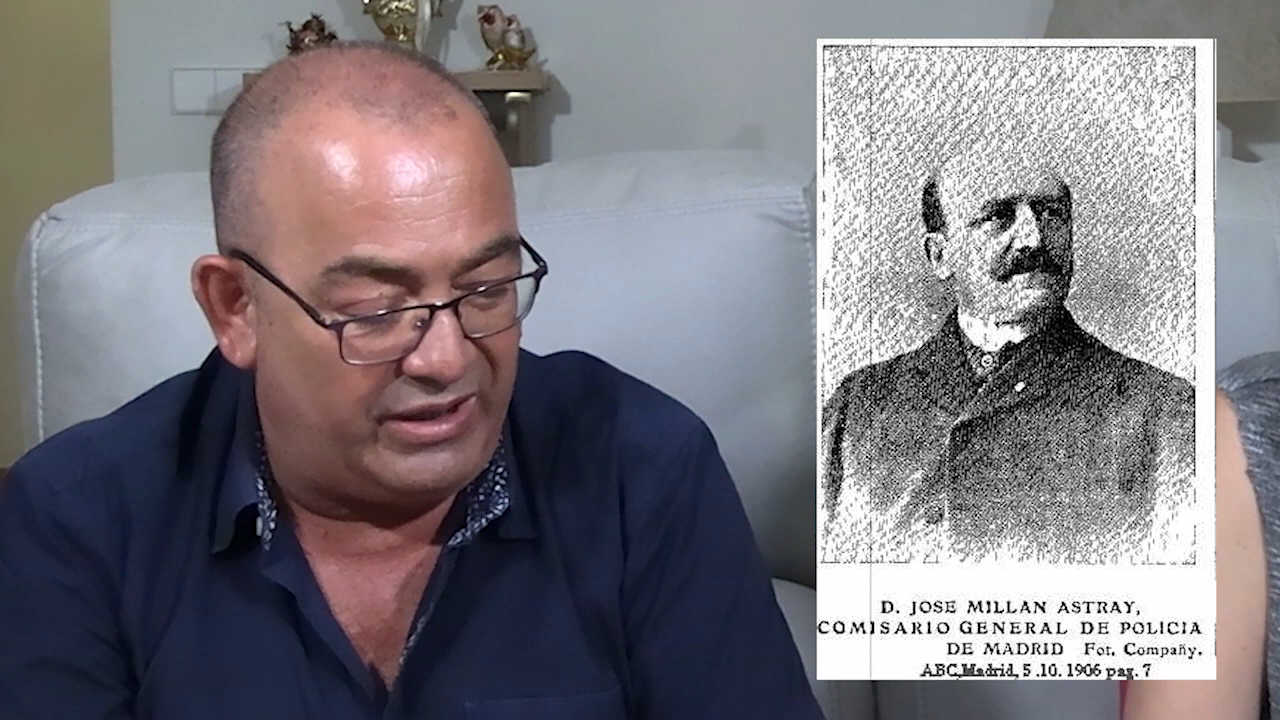 D. JOSE MILLAN ASTRAY,
COMISARIO GENERAL DE POLICIA
DE MADRID Fot. Compañy.
ABC, Madrid, 5 .10. 1906 pag. 7